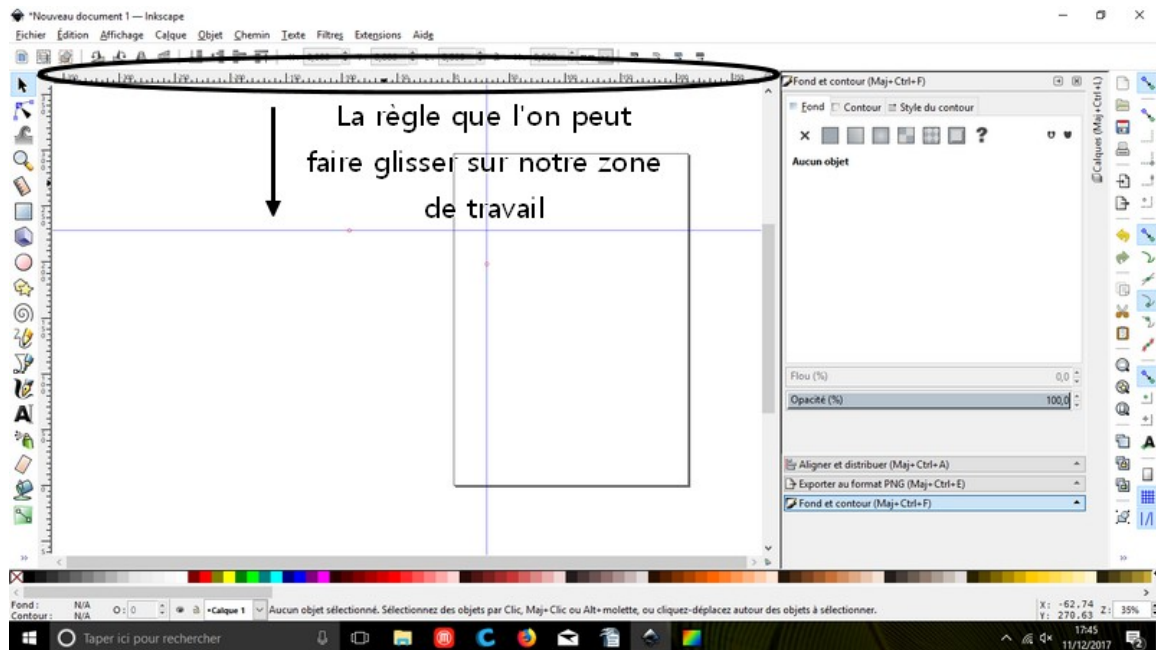 *Nouveau document 1 — Inkscape
Fichier Édition Affichage Calque Objet Chemin Texte Filtres Extensions Aide
La règle que l'on peut
faire glisser sur notre zone
de travail
Fond et contour (Maj+Ctrl+F)
Fond Contour Style du contour
?
Aucun objet
Flou (%) 0,0
Opacité (%) 100,0
Aligner et distribuer (Maj+Ctrl+A)
Exporter au format PNG (Maj+Ctrl+E)
Fond et contour (Maj+Ctrl+F)
Calques (Maj+Ctrl+L)
Fond : N/A
Contour : N/A
O: 0
•Calque 1
Aucun objet sélectionné. Sélectionnez des objets par Clic, Maj+Clic ou Alt+molette, ou cliquez-déplacez autour des objets à sélectionner.
X: -62,74
Y: 270,63
Z: 35%
Taper ici pour rechercher
17:45
11/12/2017